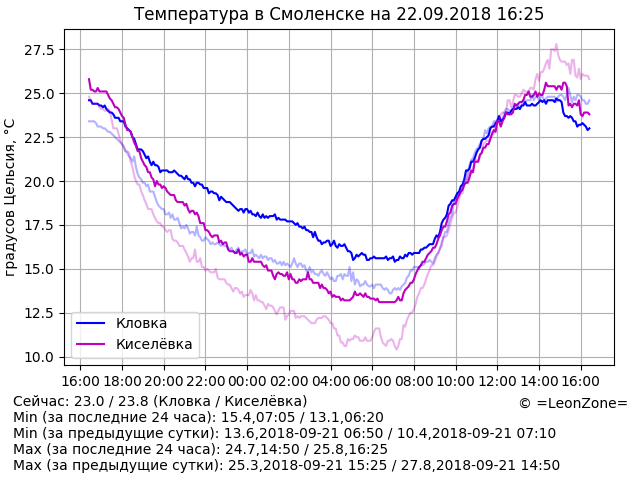 Температура в Смоленске на 22.09.2018 16:25
градусов Цельсия, °C
27.5
25.0
22.5
20.0
17.5
15.0
12.5
10.0
Кловка
Киселёвка
16:00 18:00 20:00 22:00 00:00 02:00 04:00 06:00 08:00 10:00 12:00 14:00 16:00
Сейчас: 23.0 / 23.8 (Кловка / Киселёвка)
© =LeonZone=
Min (за последние 24 часа): 15.4,07:05 / 13.1,06:20
Min (за предыдущие сутки): 13.6,2018-09-21 06:50 / 10.4,2018-09-21 07:10
Max (за последние 24 часа): 24.7,14:50 / 25.8,16:25
Max (за предыдущие сутки): 25.3,2018-09-21 15:25 / 27.8,2018-09-21 14:50